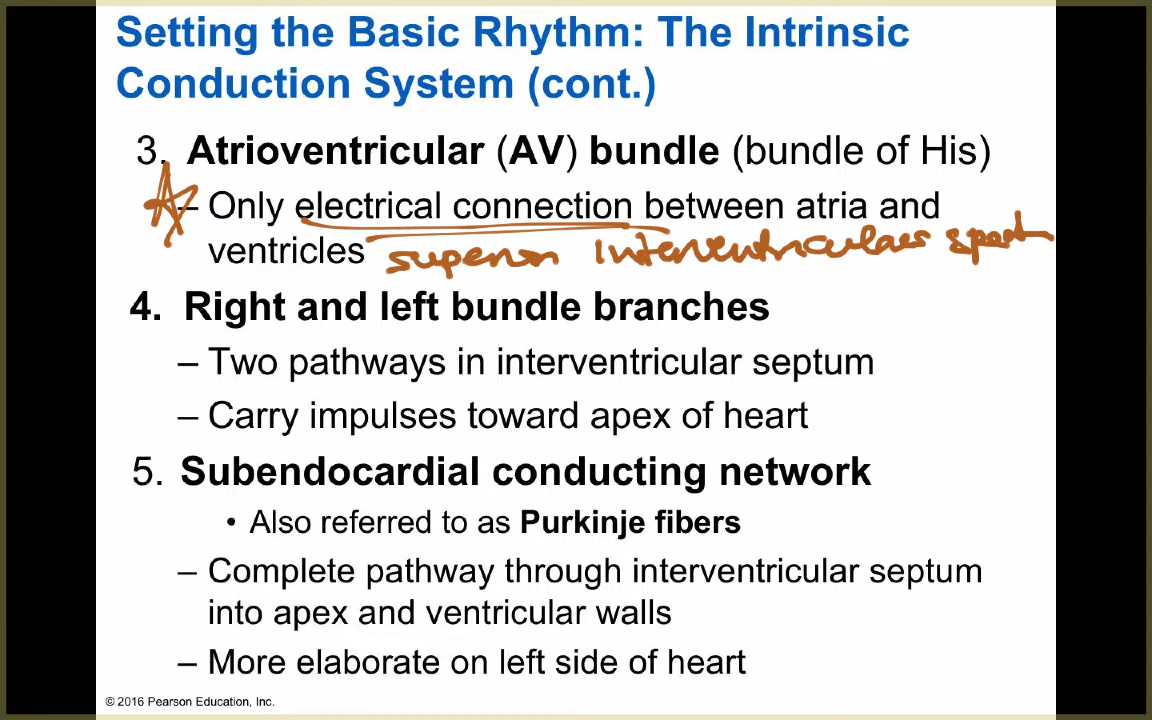 Setting the Basic Rhythm: The Intrinsic
Conduction System (cont.)
3. Atrioventricular (AV) bundle (bundle of His)
– Only electrical connection between atria and
ventricles superior interventricular
4. Right and left bundle branches
– Two pathways in interventricular septum
– Carry impulses toward apex of heart
5. Subendocardial conducting network
• Also referred to as Purkinje fibers
– Complete pathway through interventricular septum
into apex and ventricular walls
– More elaborate on left side of heart
© 2016 Pearson Education, Inc.